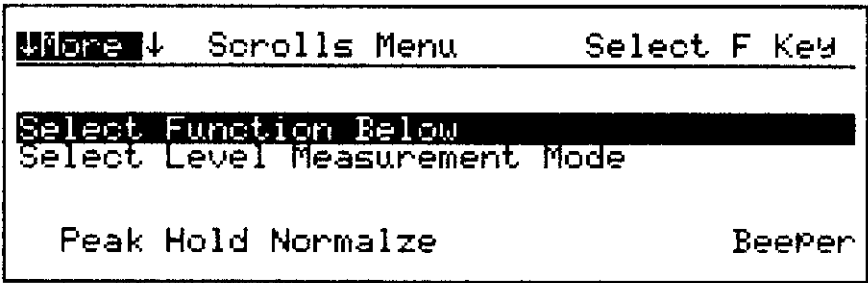 ↓More ↓ Scrolls Menu Select F Key
Select Function Below
Select Level Measurement Mode
Peak Hold Normalze Beeper